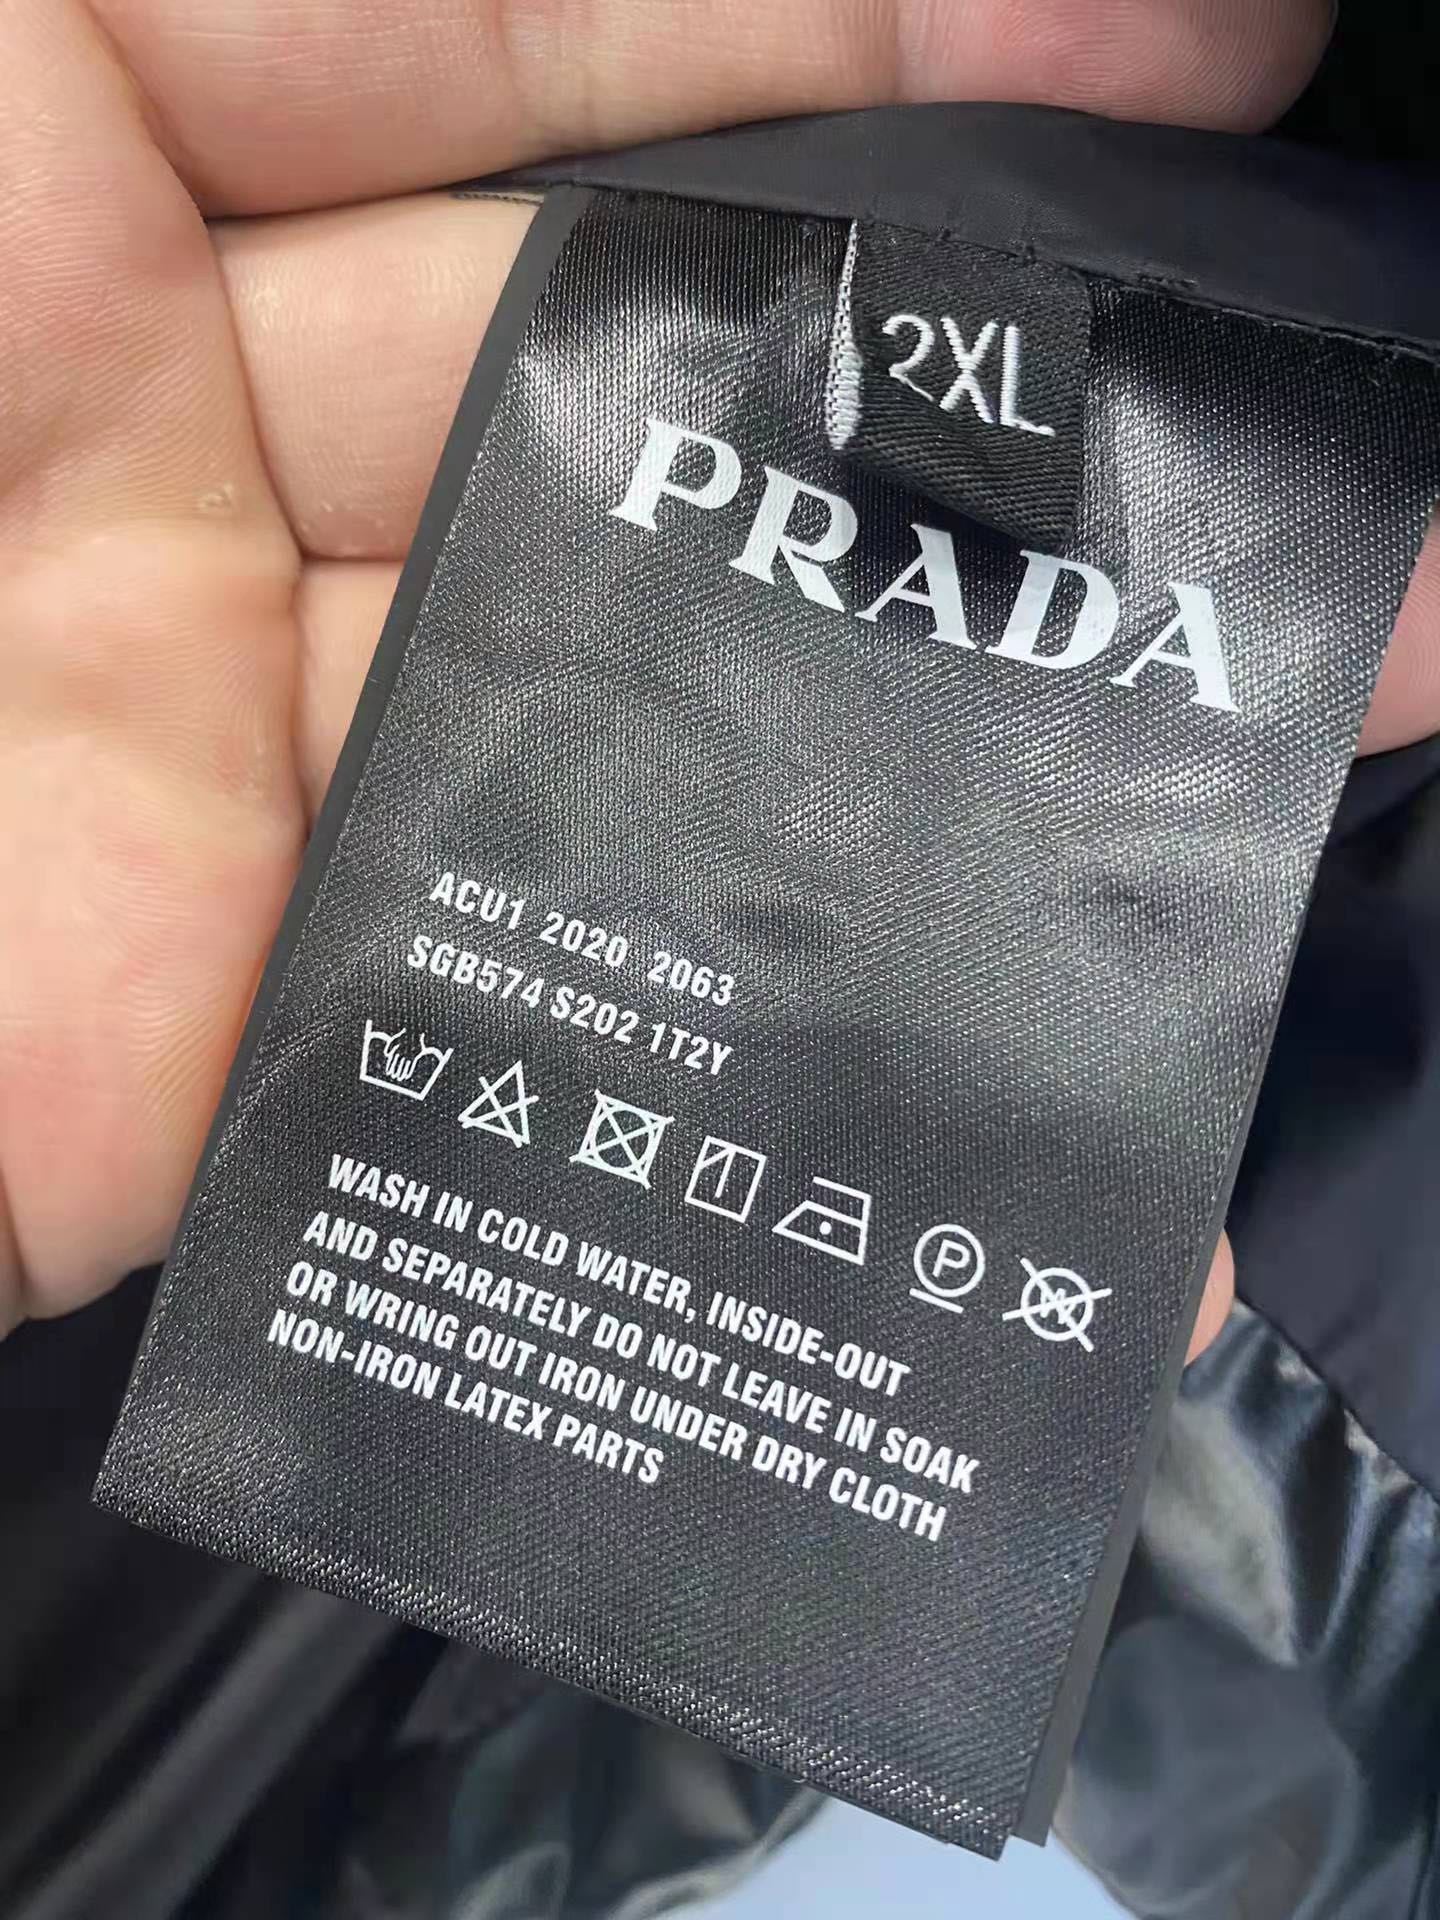 2XL
PRADA
ACU1 2020 2063
SGB574 S202 1T2Y
P
WASH IN COLD WATER, INSIDE-OUT
AND SEPARATELY DO NOT LEAVE IN SOAK
OR WRING OUT IRON UNDER DRY CLOTH
NON-IRON LATEX PARTS